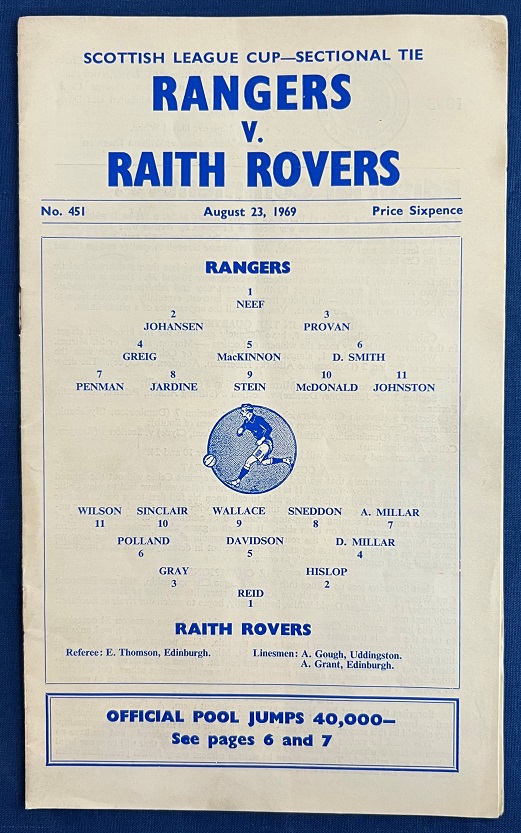 SCOTTISH LEAGUE CUP—SECTIONAL TIE
RANGERS
V.
RAITH ROVERS
No. 451 August 23, 1969 Price Sixpence
RANGERS
1
NEEF
2 3
JOHANSEN PROVAN
4 5 6
GREIG MacKINNON D. SMITH
7 8 9 10 11
PENMAN JARDINE STEIN McDONALD JOHNSTON
WILSON SINCLAIR WALLACE SNEDDON A. MILLAR
11 10 9 8 7
POLLAND DAVIDSON D. MILLAR
6 5 4
GRAY HISLOP
3 2
REID
1
RAITH ROVERS
Referee: E. Thomson, Edinburgh. Linesmen: A. Gough, Uddingston.
A. Grant, Edinburgh.
OFFICIAL POOL JUMPS 40,000—
See pages 6 and 7